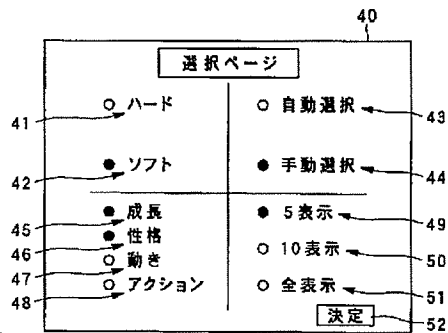 40
選択ページ
○ ハード
○ 自動選択
41
43
● ソフト
● 手動選択
42
44
● 成長
● 5表示
45
49
● 性格
46
○ 動き
○ 10表示
47
50
○ アクション
○ 全表示
48
51
決定
52